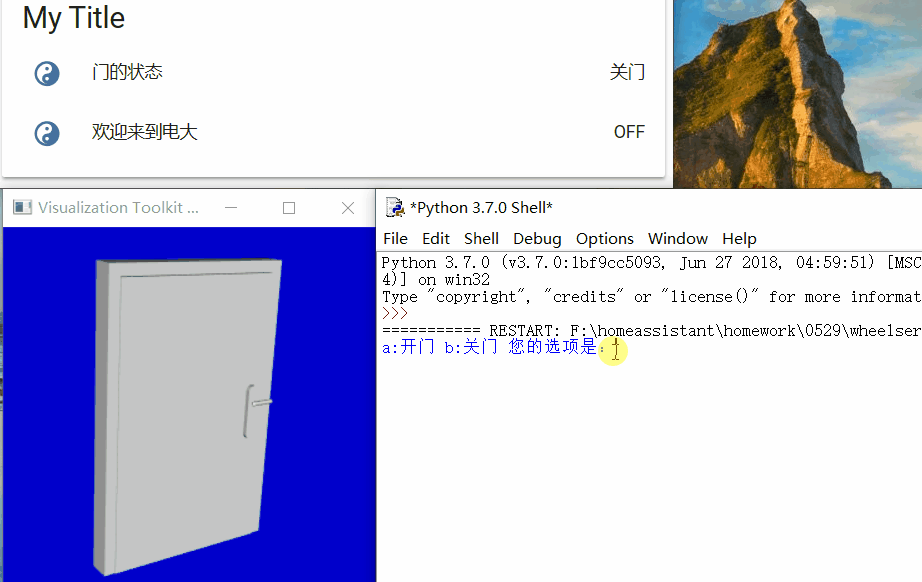 My Title
门的状态 关门
欢迎来到电大 OFF
Visualization Toolkit ...
*Python 3.7.0 Shell*
File Edit Shell Debug Options Window Help
Python 3.7.0 (v3.7.0:1bf9cc5093, Jun 27 2018, 04:59:51) [MSC
4)] on win32
Type "copyright", "credits" or "license()" for more informat
>>>
=========== RESTART: F:\homeassistant\homework\0529\wheelser
a:开门 b:关门 您的选项是: